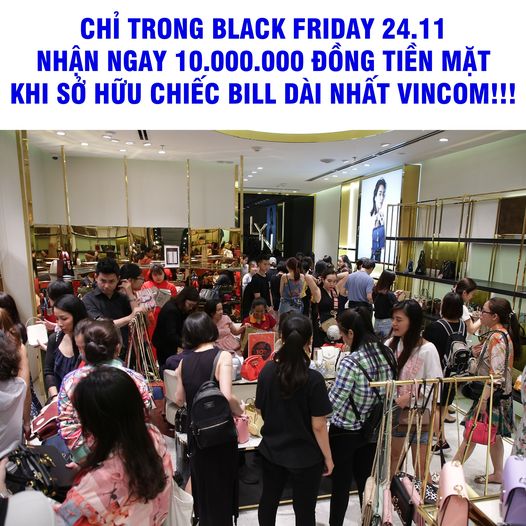 CHỈ TRONG BLACK FRIDAY 24.11
NHẬN NGAY 10.000.000 ĐỒNG TIỀN MẶT
KHI SỞ HỮU CHIẾC BILL DÀI NHẤT VINCOM!!!